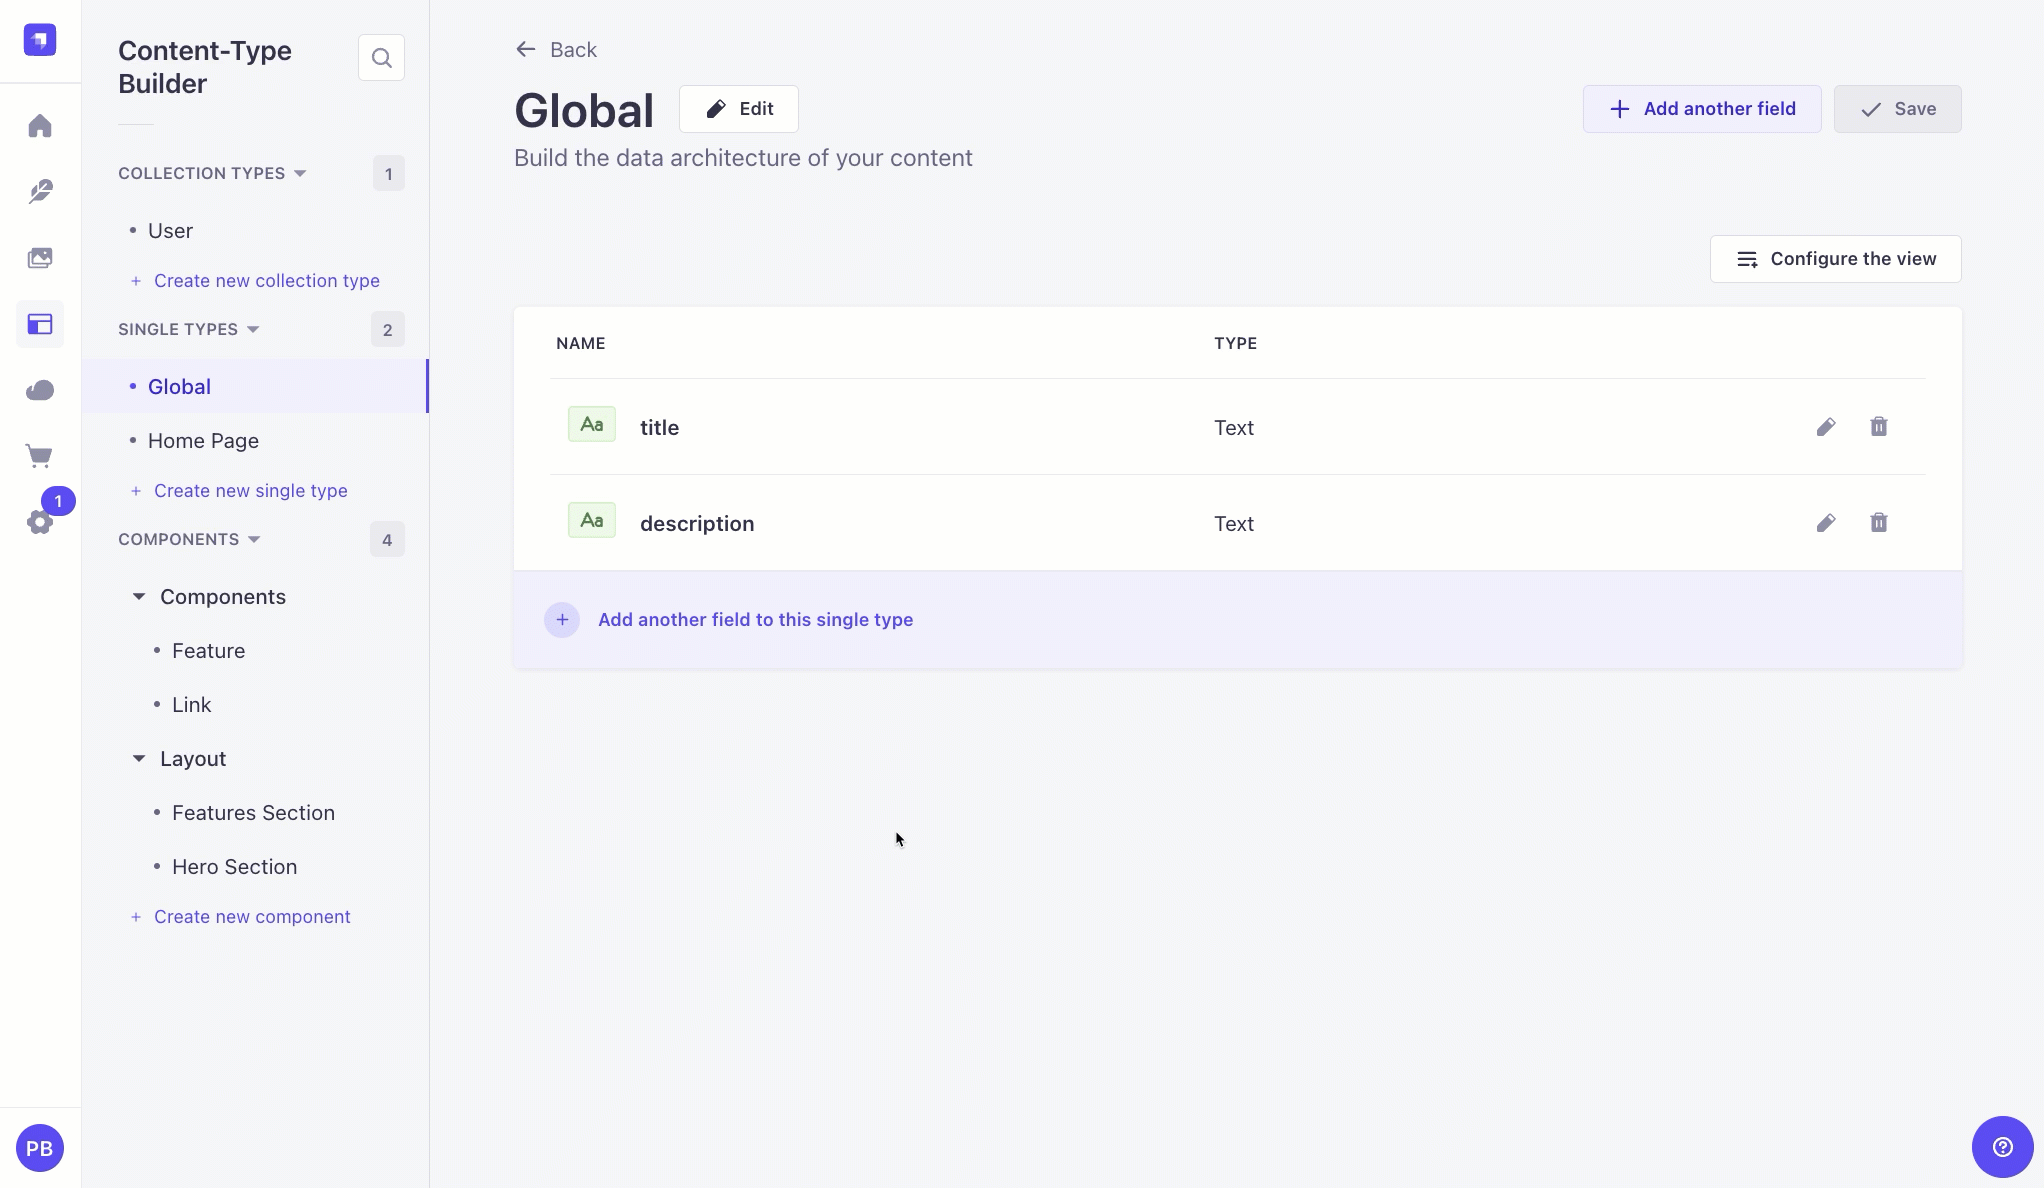 Content-Type
Builder
COLLECTION TYPES
1
User
+ Create new collection type
SINGLE TYPES
2
Global
Home Page
+ Create new single type
1
COMPONENTS
4
Components
Feature
Link
Layout
Features Section
Hero Section
+ Create new component
PB
Back
Global
Edit
Add another field
Save
Build the data architecture of your content
Configure the view
NAME
TYPE
Aa
title
Text
Aa
description
Text
+ Add another field to this single type
?